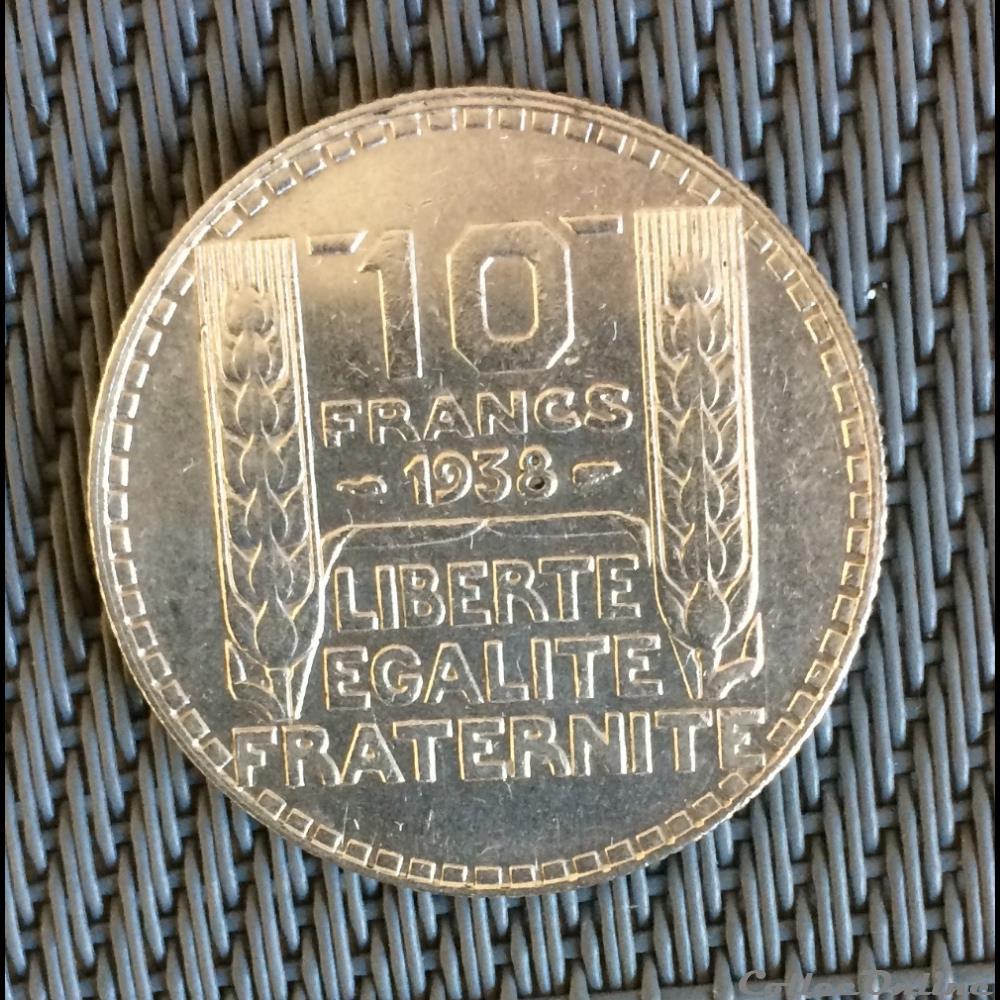 10
FRANCS
- 1938 -
LIBERTE
EGALITE
FRATERNITE